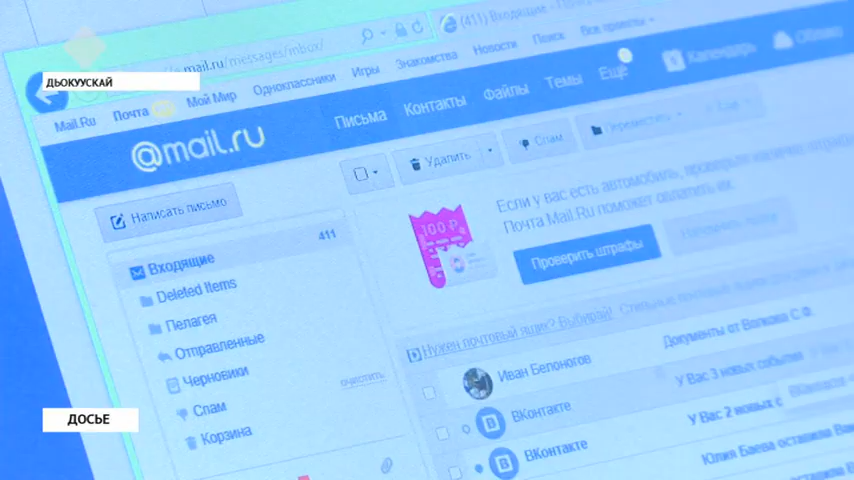 e.mail.ru/messages/inbox/
(411) Входящие - Почта
Mail.Ru Почта Мой Мир Одноклассники Игры Знакомства Новости Поиск Все проекты
ДЬОКУУСКАЙ
@mail.ru
Письма Контакты Файлы Темы Ещё
9 Календарь Облако
Написать письмо
Удалить Спам Переместить Ещё
Если у вас есть автомобиль, проверьте наличие
Почта Mail.Ru поможет оплатить их.
100 ₽
Проверить штрафы
Входящие 411
Deleted Items
Пелагея
Отправленные
Черновики
очистить
Спам
Корзина
Нужен почтовый ящик? Выбирай!
Иван Белоногов Документы от Волкова С.Ф.
ВКонтакте У Вас 3 новых события
ВКонтакте У Вас 2 новых с
Юлия Баева оставила
ДОСЬЕ